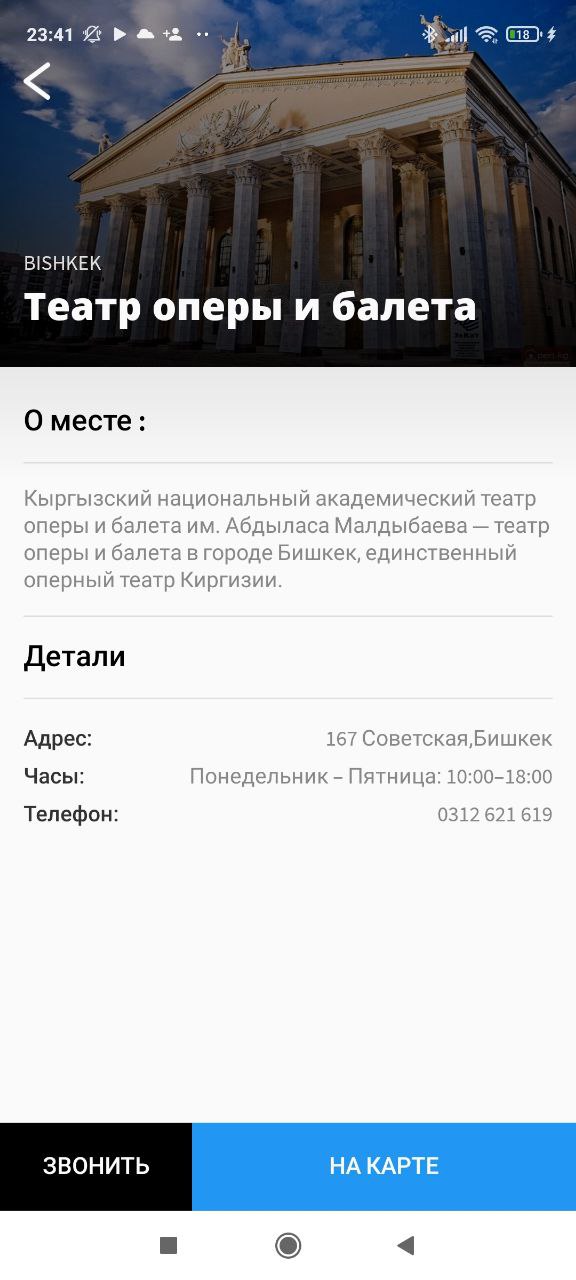 23:41
18
BISHKEK
Театр оперы и балета
О месте :
Кыргызский национальный академический театр
оперы и балета им. Абдыласа Малдыбаева — театр
оперы и балета в городе Бишкек, единственный
оперный театр Киргизии.
Детали
Адрес: 167 Советская,Бишкек
Часы: Понедельник – Пятница: 10:00–18:00
Телефон: 0312 621 619
ЗВОНИТЬ НА КАРТЕ